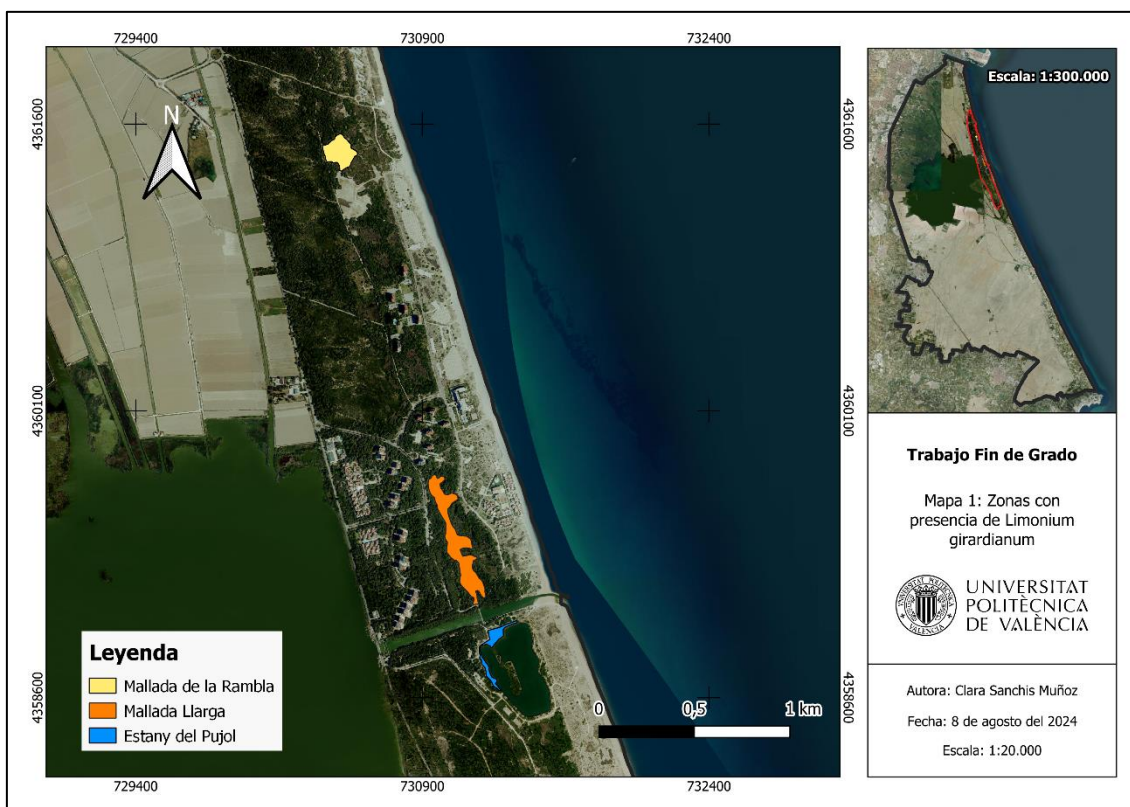 729400
730900
732400
4361600
4361600
N
4360100
4360100
4358600
4358600
Leyenda
Mallada de la Rambla
Mallada Llarga
Estany del Pujol
0
0,5
1 km
729400
730900
732400
Escala: 1:300.000
Trabajo Fin de Grado
Mapa 1: Zonas con
presencia de Limonium
girardianum
UNIVERSITAT
POLITÈCNICA
DE VALÈNCIA
Autora: Clara Sanchis Muñoz
Fecha: 8 de agosto del 2024
Escala: 1:20.000